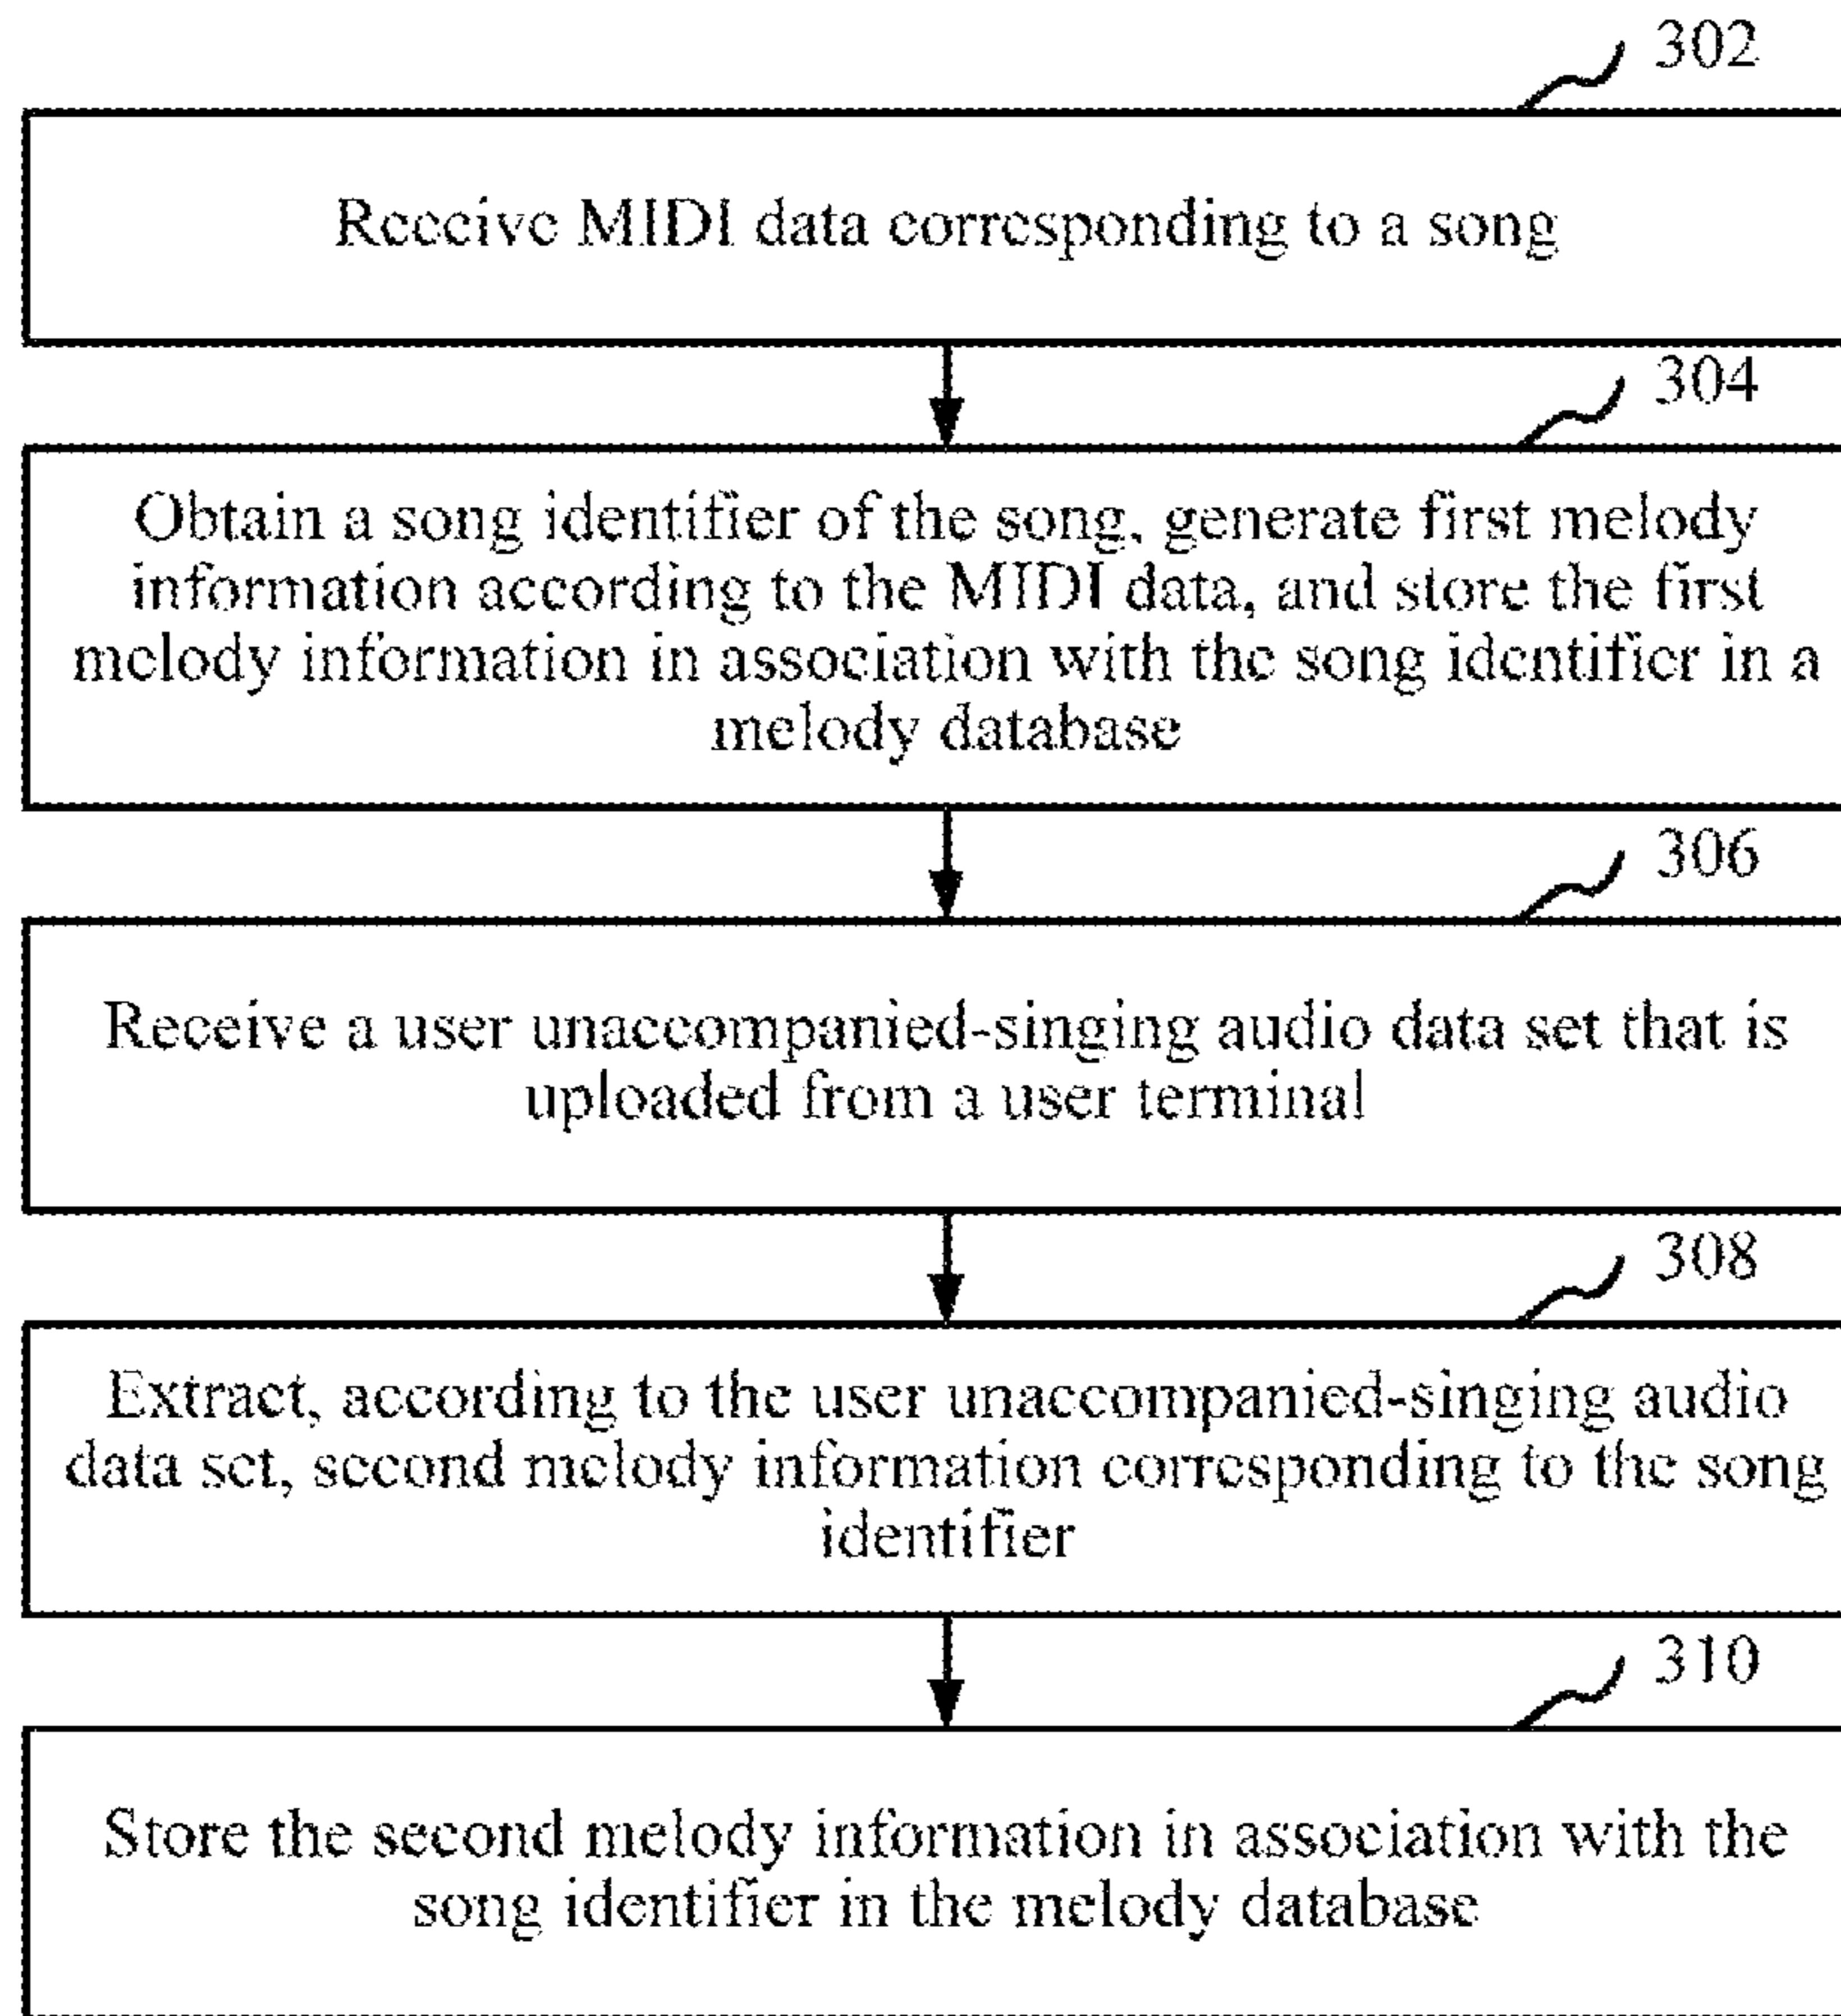 302
Receive MIDI data corresponding to a song
304
Obtain a song identifier of the song, generate first melody
information according to the MIDI data, and store the first
melody information in association with the song identifier in a
melody database
306
Receive a user unaccompanied-singing audio data set that is
uploaded from a user terminal
308
Extract, according to the user unaccompanied-singing audio
data set, second melody information corresponding to the song
identifier
310
Store the second melody information in association with the
song identifier in the melody database